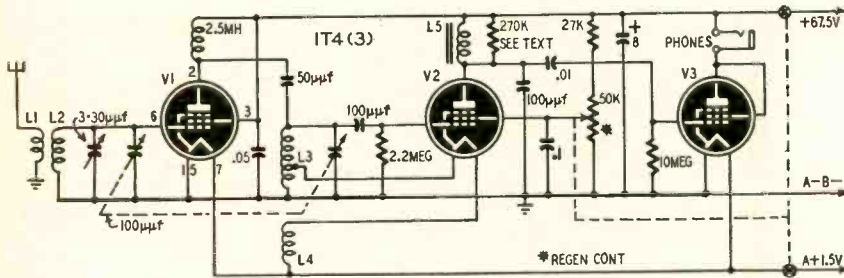 2.5MH
1T4(3)
L5
270K
SEE TEXT
27K
+
8
PHONES
+67.5V
V1
2
50µµf
V2
.01
V3
L1
L2
3-30µµf
6
3
100µµf
100µµf
50K
*
.05
L3
2.2MEG
.1
10MEG
1.5
7
A-B-
100µµf
L4
*REGEN CONT
A+1.5V